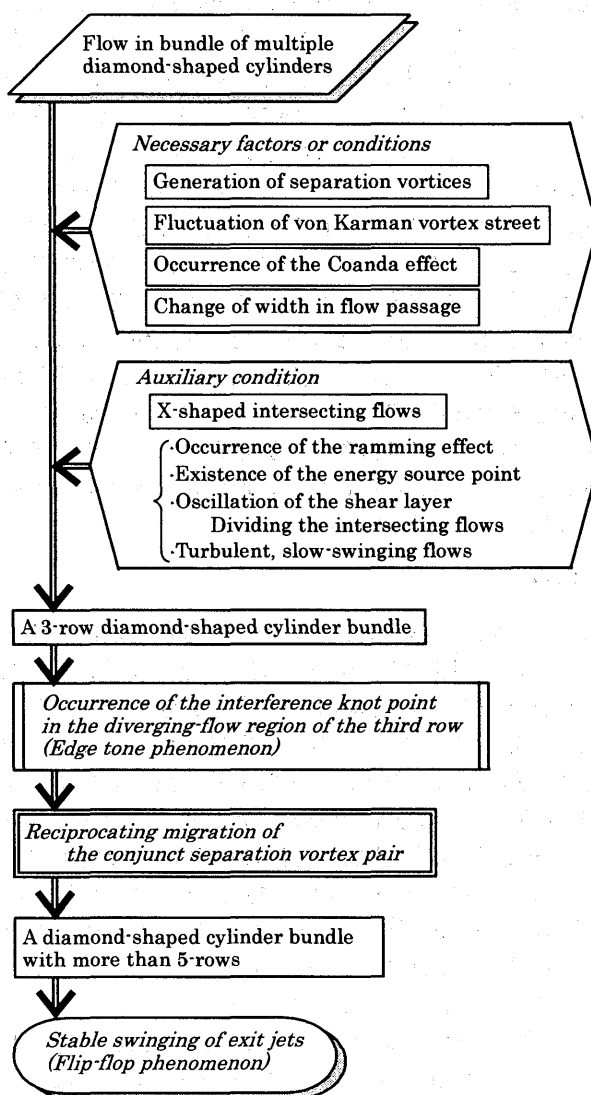 Flow in bundle of multiple
diamond-shaped cylinders
Necessary factors or conditions
Generation of separation vortices
Fluctuation of von Karman vortex street
Occurrence of the Coanda effect
Change of width in flow passage
Auxiliary condition
X-shaped intersecting flows
·Occurrence of the ramming effect
·Existence of the energy source point
·Oscillation of the shear layer
Dividing the intersecting flows
·Turbulent, slow-swinging flows
A 3-row diamond-shaped cylinder bundle
Occurrence of the interference knot point
in the diverging-flow region of the third row
(Edge tone phenomenon)
Reciprocating migration of
the conjunct separation vortex pair
A diamond-shaped cylinder bundle
with more than 5-rows
Stable swinging of exit jets
(Flip-flop phenomenon)